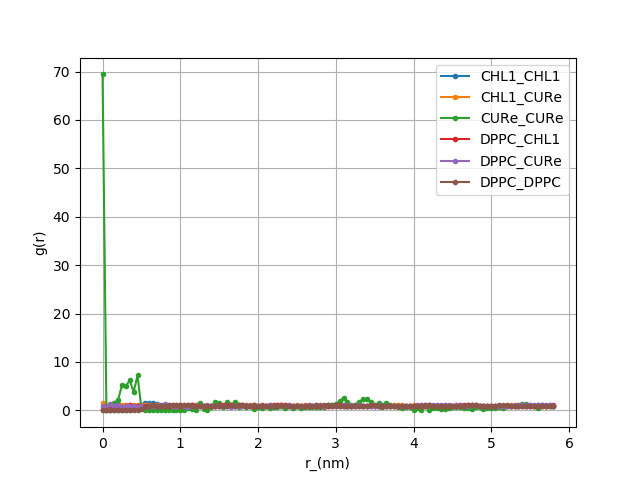 70
60
50
40
30
20
10
0
g(r)
CHL1_CHL1
CHL1_CURe
CURe_CURe
DPPC_CHL1
DPPC_CURe
DPPC_DPPC
0 1 2 3 4 5 6
r_(nm)